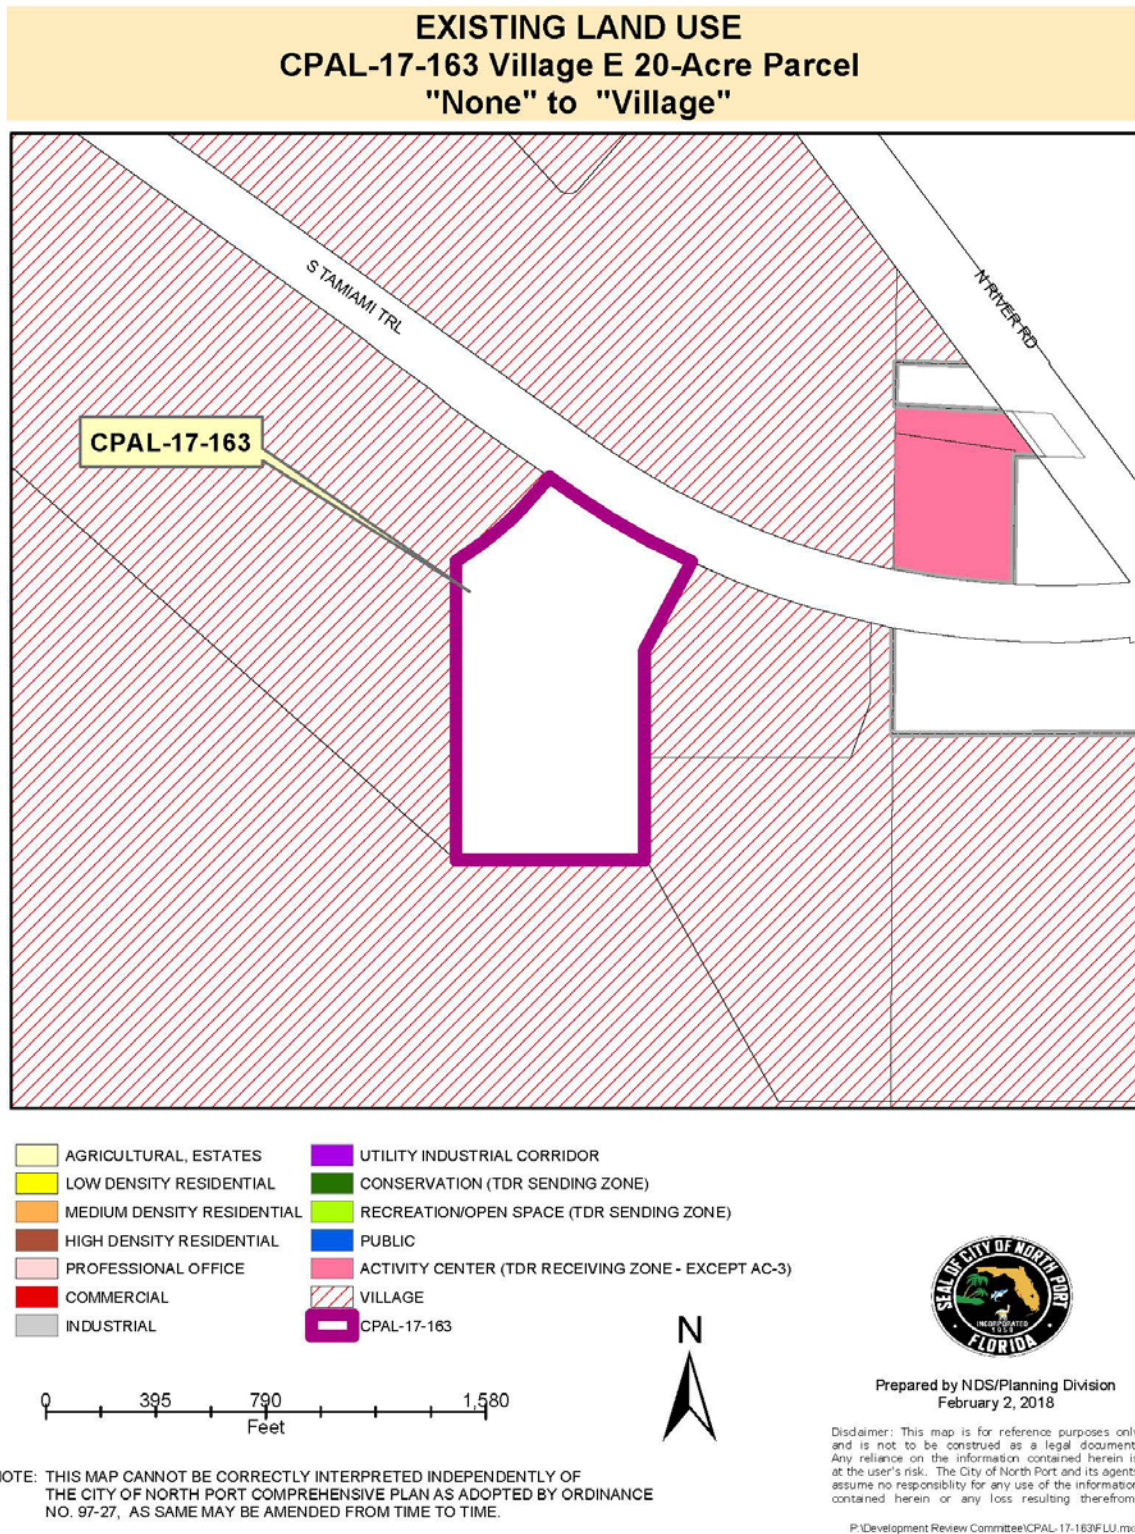 EXISTING LAND USE
CPAL-17-163 Village E 20-Acre Parcel
"None" to "Village"
S TAMIAMI TRL
N RIVER RD
CPAL-17-163
AGRICULTURAL, ESTATES
LOW DENSITY RESIDENTIAL
MEDIUM DENSITY RESIDENTIAL
HIGH DENSITY RESIDENTIAL
PROFESSIONAL OFFICE
COMMERCIAL
INDUSTRIAL
UTILITY INDUSTRIAL CORRIDOR
CONSERVATION (TDR SENDING ZONE)
RECREATION/OPEN SPACE (TDR SENDING ZONE)
PUBLIC
ACTIVITY CENTER (TDR RECEIVING ZONE - EXCEPT AC-3)
VILLAGE
CPAL-17-163
N
SEAL OF CITY OF NORTH PORT
INCORPORATED
1959
FLORIDA
0 395 790 1,580
Feet
Prepared by NDS/Planning Division
February 2, 2018
Disclaimer: This map is for reference purposes only
and is not to be construed as a legal document.
Any reliance on the information contained herein is
at the user's risk. The City of North Port and its agents
assume no responsiblity for any use of the information
contained herein or any loss resulting therefrom.
OTE: THIS MAP CANNOT BE CORRECTLY INTERPRETED INDEPENDENTLY OF
THE CITY OF NORTH PORT COMPREHENSIVE PLAN AS ADOPTED BY ORDINANCE
NO. 97-27, AS SAME MAY BE AMENDED FROM TIME TO TIME.
P:\Development Review Committee\CPAL-17-163\FLU.mx